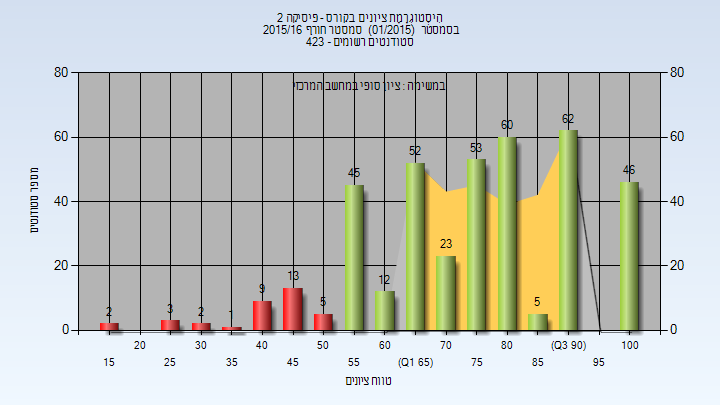 היסטוגרמת ציונים בקורס - פיסיקה 2
בסמסטר (01/2015) סמסטר חורף 2015/16
סטודנטים רשומים - 423
במשימה : ציון סופי במחשב המרכזי
80 80
60 60
40 40
20 20
0 0
מספר סטודנטים
2 3 2 1 9 13 5 45 12 52 23 53 60 5 62 46
20 30 40 50 60 70 80 (Q3 90) 100
15 25 35 45 55 (Q1 65) 75 85 95
טווח ציונים